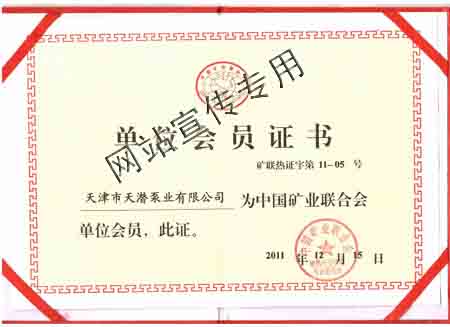 单位会员证书
矿联热证字第 11-05 号
天津市天潜泵业有限公司 为中国矿业联合会
单位会员，此证。
2011 年 12 月 15 日
网站宣传专用